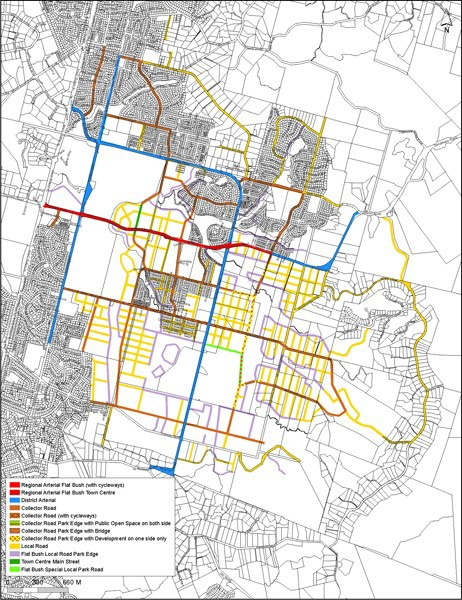 N
Regional Arterial Flat Bush (with cycleways)
Regional Arterial Flat Bush Town Centre
District Arterial
Collector Road
Collector Road (with cycleways)
Collector Road Park Edge with Public Open Space on both side
Collector Road Park Edge with Bridge
Collector Road Park Edge with Development on one side only
Local Road
Flat Bush Local Road Park Edge
Town Centre Main Street
Flat Bush Special Local Park Road
0 660 M